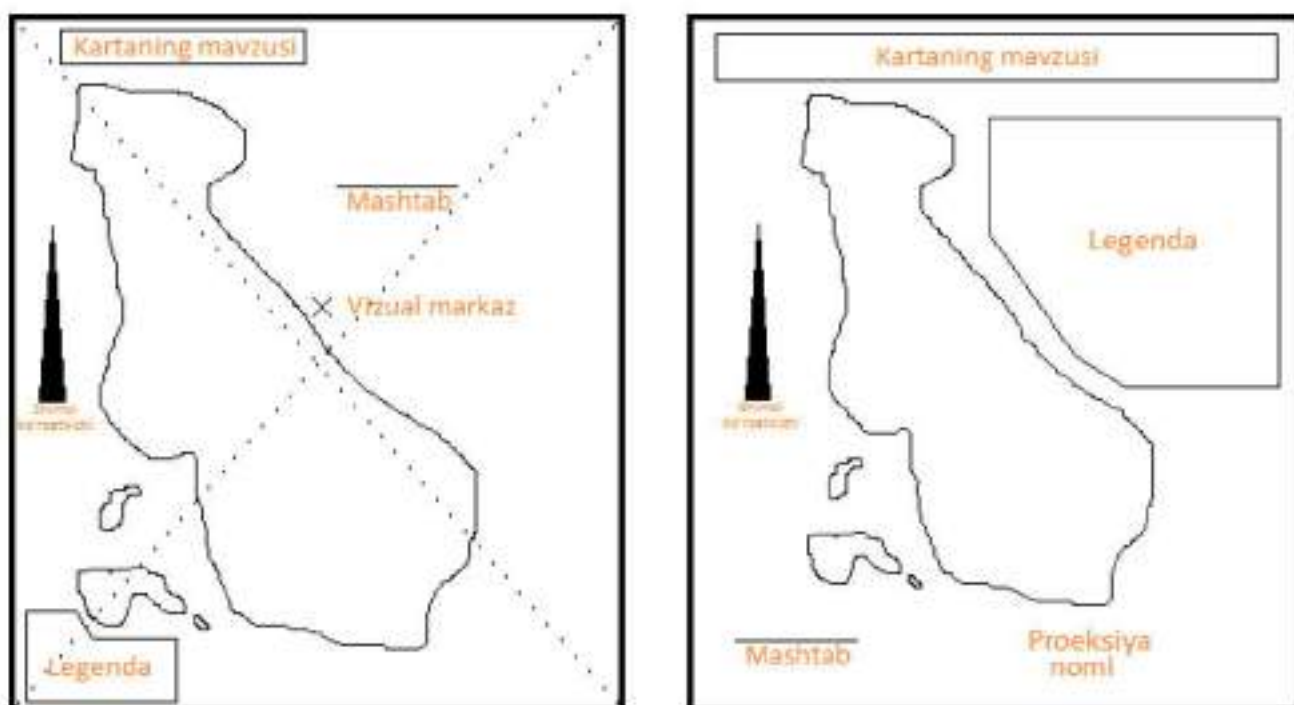 Kartaning mavzusi
Mashtab
Vizual markaz
Legenda
Kartaning mavzusi
Legenda
Mashtab
Proeksiya
nomi